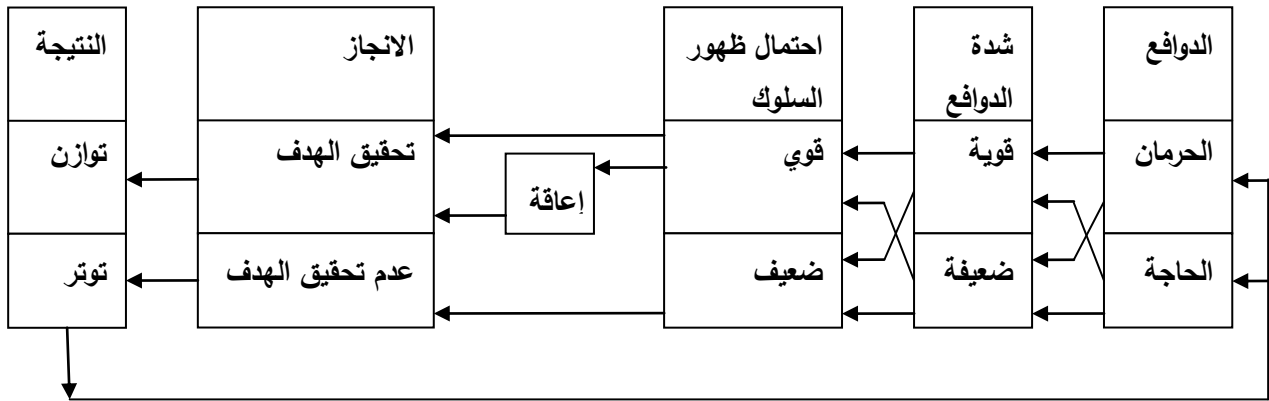 الدوافع
شدة
الدوافع
احتمال ظهور
السلوك
الانجاز
النتيجة
الحرمان
قوية
قوي
إعاقة
تحقيق الهدف
توازن
الحاجة
ضعيفة
ضعيف
عدم تحقيق الهدف
توتر